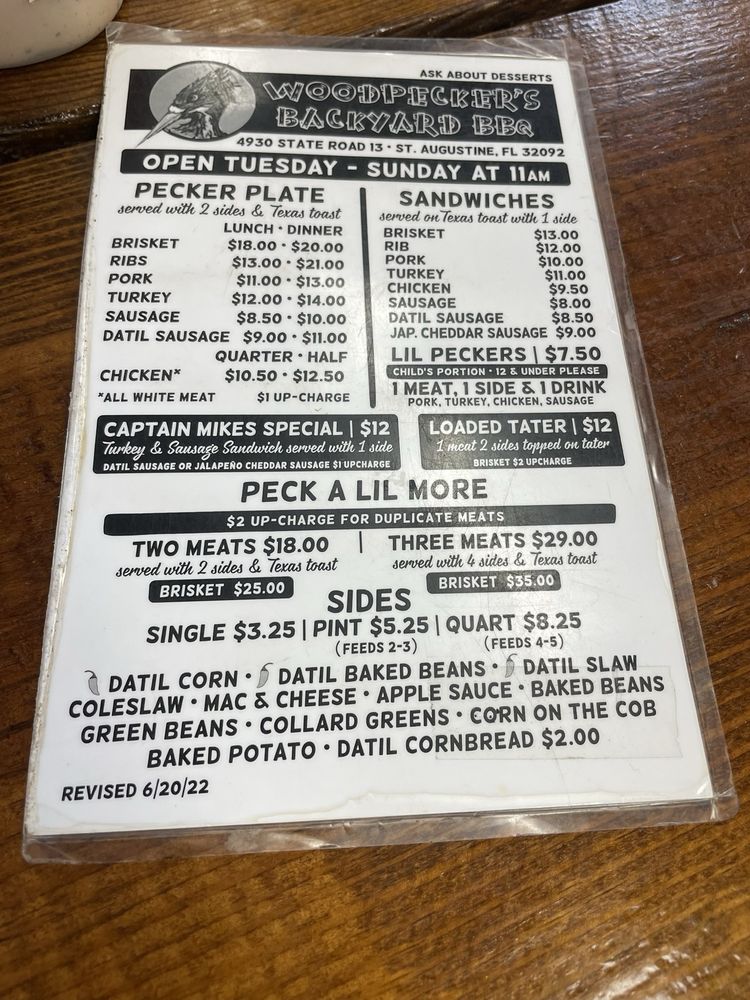 ASK ABOUT DESSERTS
WOODPECKER'S
BACKYARD BBQ
4930 STATE ROAD 13 • ST. AUGUSTINE, FL 32092
OPEN TUESDAY - SUNDAY AT 11AM
PECKER PLATE
served with 2 sides & Texas toast
LUNCH • DINNER
BRISKET $18.00 • $20.00
RIBS $13.00 • $21.00
PORK $11.00 • $13.00
TURKEY $12.00 • $14.00
SAUSAGE $8.50 • $10.00
DATIL SAUSAGE $9.00 • $11.00
QUARTER • HALF
CHICKEN* $10.50 • $12.50
*ALL WHITE MEAT $1 UP-CHARGE
SANDWICHES
served on Texas toast with 1 side
BRISKET $13.00
RIB $12.00
PORK $10.00
TURKEY $11.00
CHICKEN $9.50
SAUSAGE $8.00
DATIL SAUSAGE $8.50
JAP. CHEDDAR SAUSAGE $9.00
LIL PECKERS | $7.50
CHILD'S PORTION • 12 & UNDER PLEASE
1 MEAT, 1 SIDE & 1 DRINK
PORK, TURKEY, CHICKEN, SAUSAGE
CAPTAIN MIKES SPECIAL | $12
Turkey & Sausage Sandwich served with 1 side
DATIL SAUSAGE OR JALAPEÑO CHEDDAR SAUSAGE $1 UPCHARGE
LOADED TATER | $12
1 meat 2 sides topped on tater
BRISKET $2 UPCHARGE
PECK A LIL MORE
$2 UP-CHARGE FOR DUPLICATE MEATS
TWO MEATS $18.00
served with 2 sides & Texas toast
BRISKET $25.00
THREE MEATS $29.00
served with 4 sides & Texas toast
BRISKET $35.00
SIDES
SINGLE $3.25 | PINT $5.25 | QUART $8.25
(FEEDS 2-3) (FEEDS 4-5)
DATIL CORN • DATIL BAKED BEANS • DATIL SLAW
COLESLAW • MAC & CHEESE • APPLE SAUCE • BAKED BEANS
GREEN BEANS • COLLARD GREENS • CORN ON THE COB
BAKED POTATO • DATIL CORNBREAD $2.00
REVISED 6/20/22